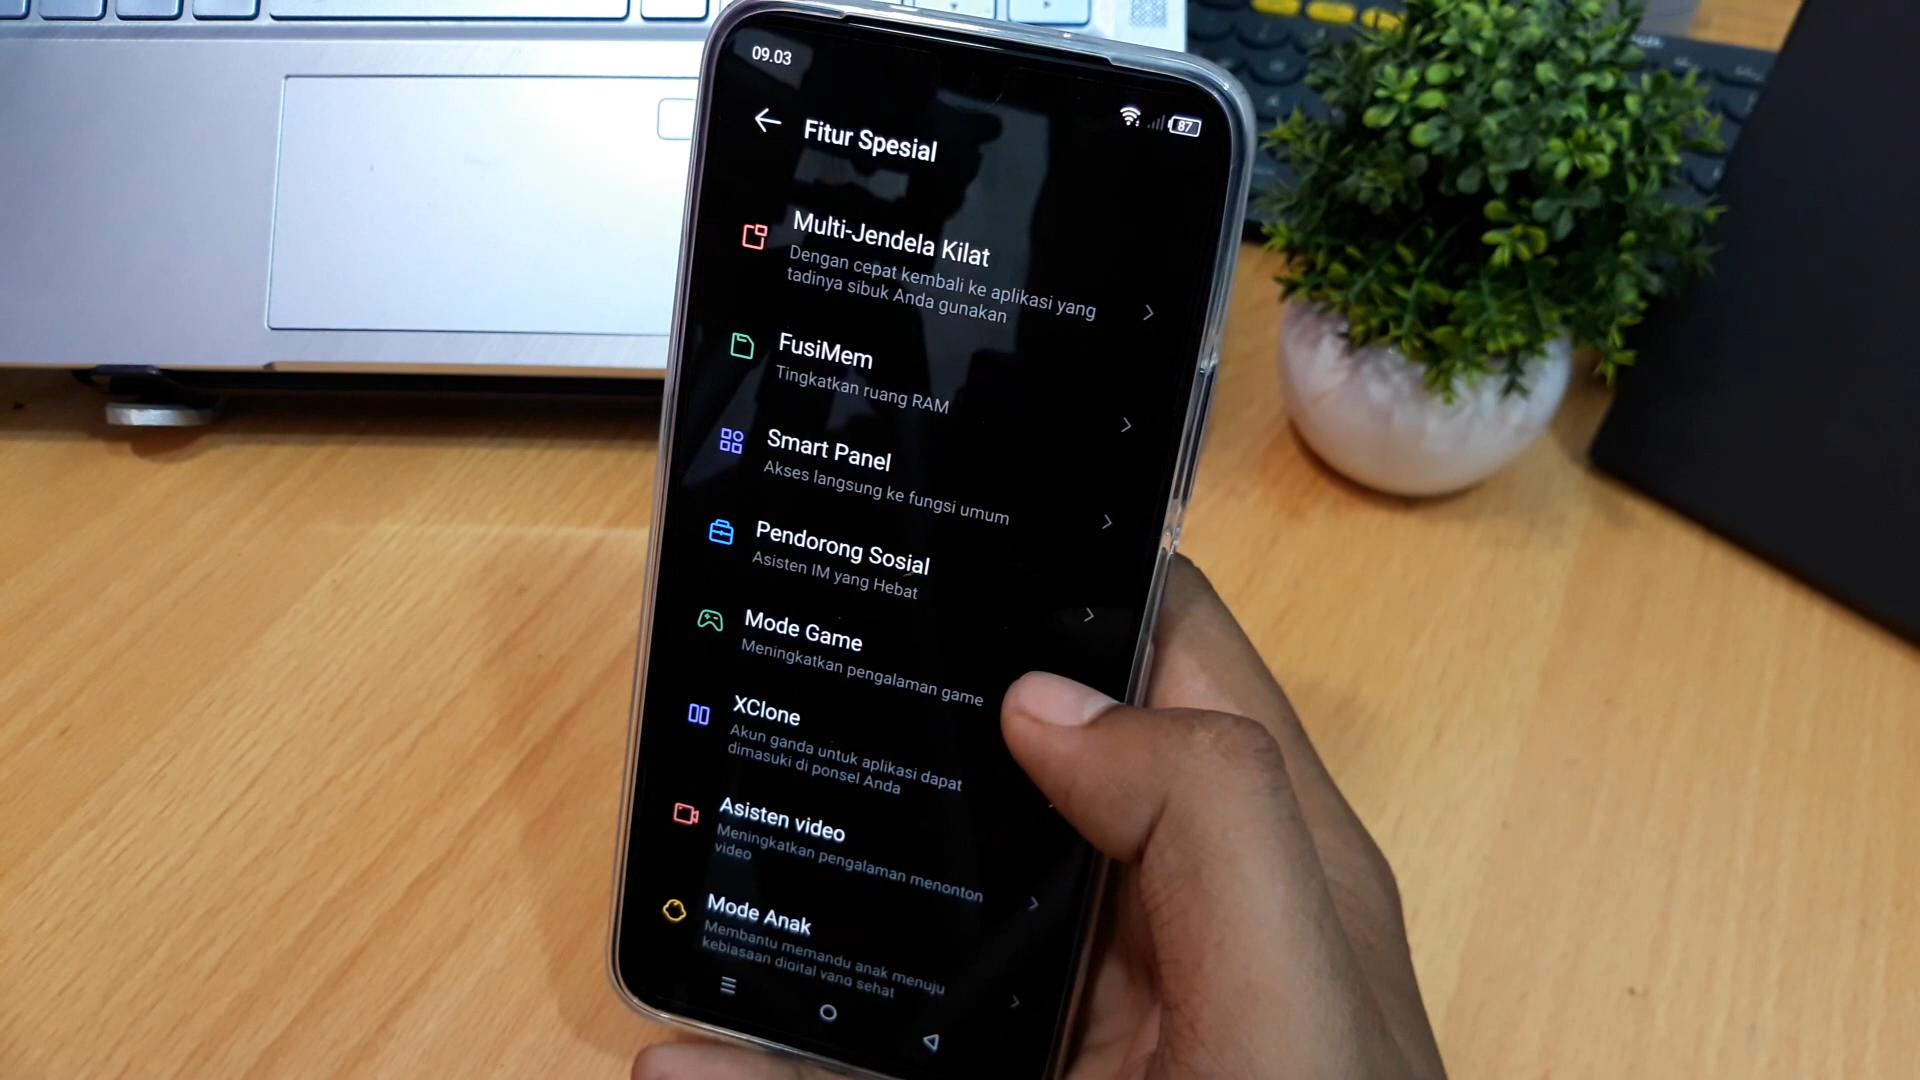 09.03
87
Fitur Spesial
Multi-Jendela Kilat
Dengan cepat kembali ke aplikasi yang
tadinya sibuk Anda gunakan
FusiMem
Tingkatkan ruang RAM
Smart Panel
Akses langsung ke fungsi umum
Pendorong Sosial
Asisten IM yang Hebat
Mode Game
Meningkatkan pengalaman game
XClone
Akun ganda untuk aplikasi dapat
dimasuki di ponsel Anda
Asisten video
Meningkatkan pengalaman menonton
video
Mode Anak
Membantu memandu anak menuju
kebiasaan digital yang sehat